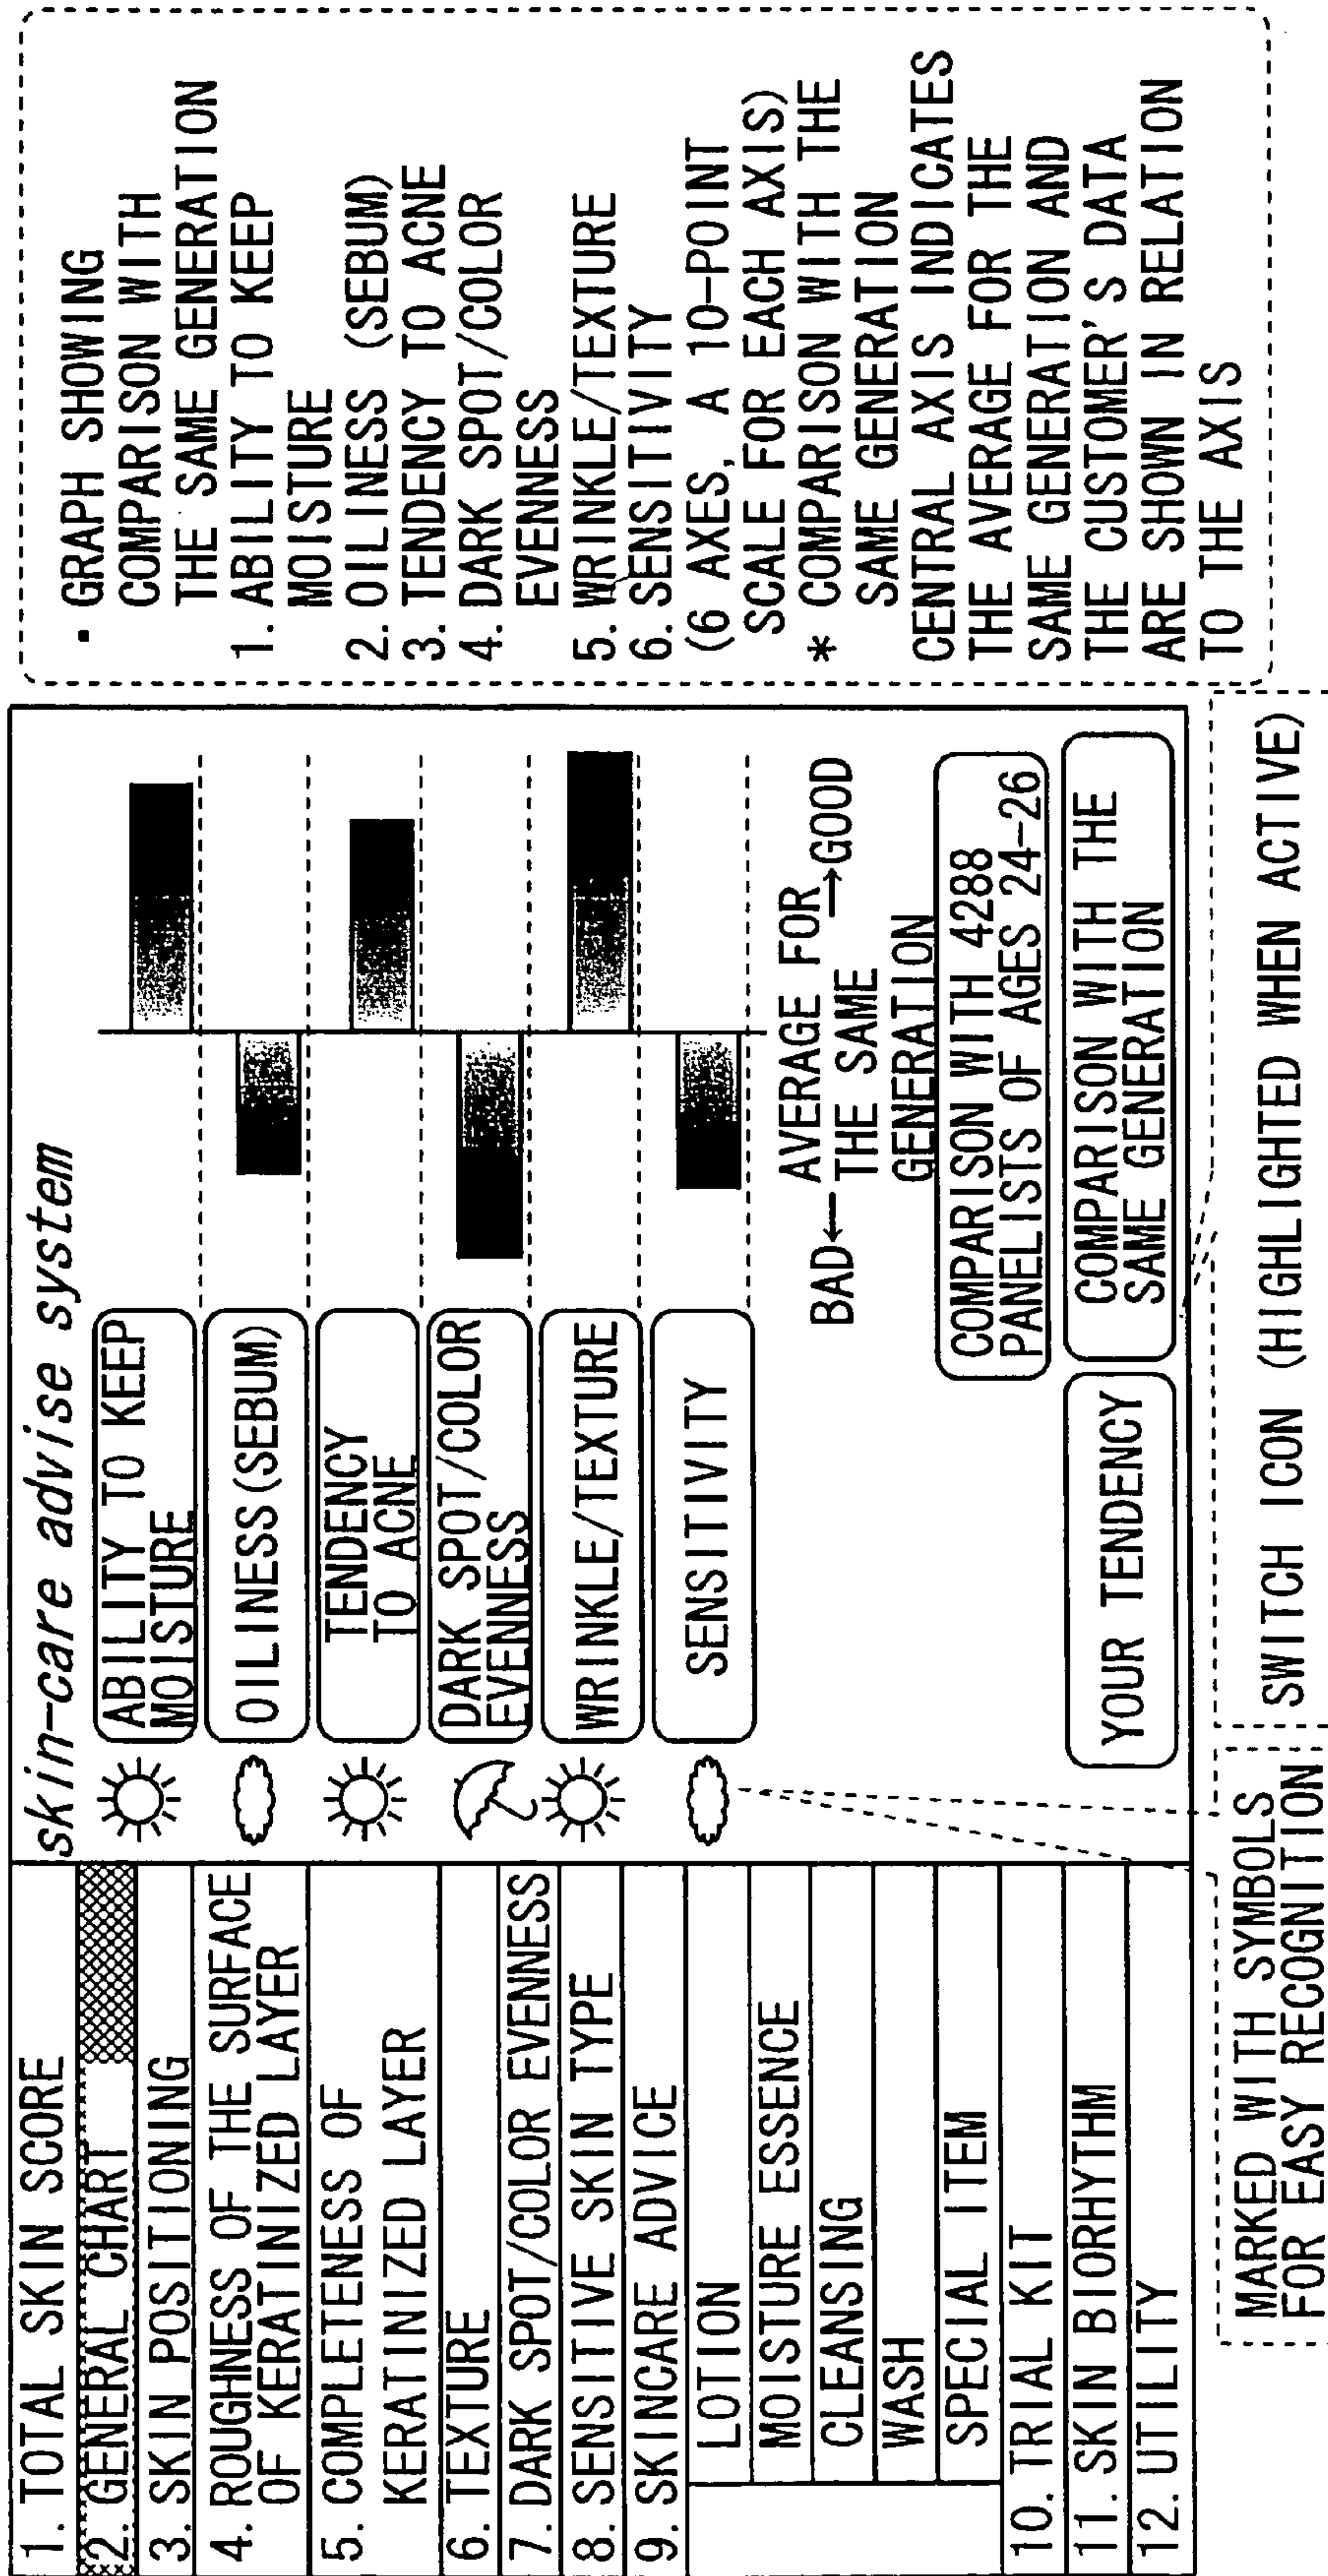 1. TOTAL SKIN SCORE
2. GENERAL CHART
3. SKIN POSITIONING
4. ROUGHNESS OF THE SURFACE
OF KERATINIZED LAYER
5. COMPLETENESS OF
KERATINIZED LAYER
6. TEXTURE
7. DARK SPOT/COLOR EVENNESS
8. SENSITIVE SKIN TYPE
9. SKINCARE ADVICE
LOTION
MOISTURE ESSENCE
CLEANSING
WASH
SPECIAL ITEM
10. TRIAL KIT
11. SKIN BIORHYTHM
12. UTILITY
MARKED WITH SYMBOLS
FOR EASY RECOGNITION
skin-care advise system
ABILITY TO KEEP
MOISTURE
OILINESS (SEBUM)
TENDENCY
TO ACNE
DARK SPOT/COLOR
EVENNESS
WRINKLE/TEXTURE
SENSITIVITY
AVERAGE FOR
BAD←THE SAME→GOOD
GENERATION
COMPARISON WITH 4288
PANELISTS OF AGES 24-26
YOUR TENDENCY
COMPARISON WITH THE
SAME GENERATION
SWITCH ICON (HIGHLIGHTED WHEN ACTIVE)
· GRAPH SHOWING
COMPARISON WITH
THE SAME GENERATION
1. ABILITY TO KEEP
MOISTURE
2. OILINESS (SEBUM)
3. TENDENCY TO ACNE
4. DARK SPOT/COLOR
EVENNESS
5. WRINKLE/TEXTURE
6. SENSITIVITY
(6 AXES, A 10-POINT
SCALE FOR EACH AXIS)
* COMPARISON WITH THE
SAME GENERATION
CENTRAL AXIS INDICATES
THE AVERAGE FOR THE
SAME GENERATION AND
THE CUSTOMER'S DATA
ARE SHOWN IN RELATION
TO THE AXIS